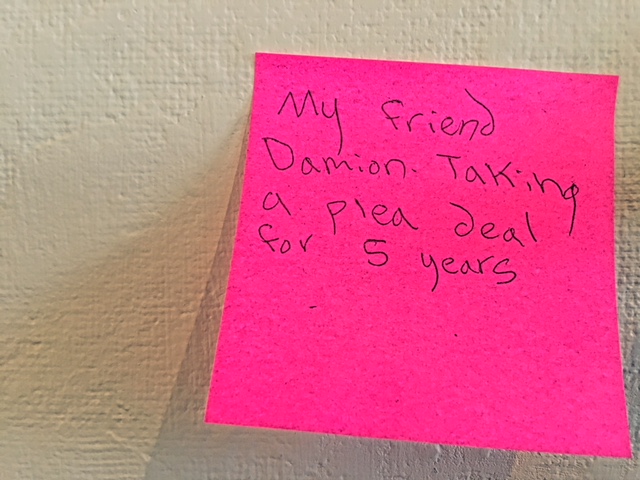 My friend
Damion. Taking
a plea deal
for 5 years